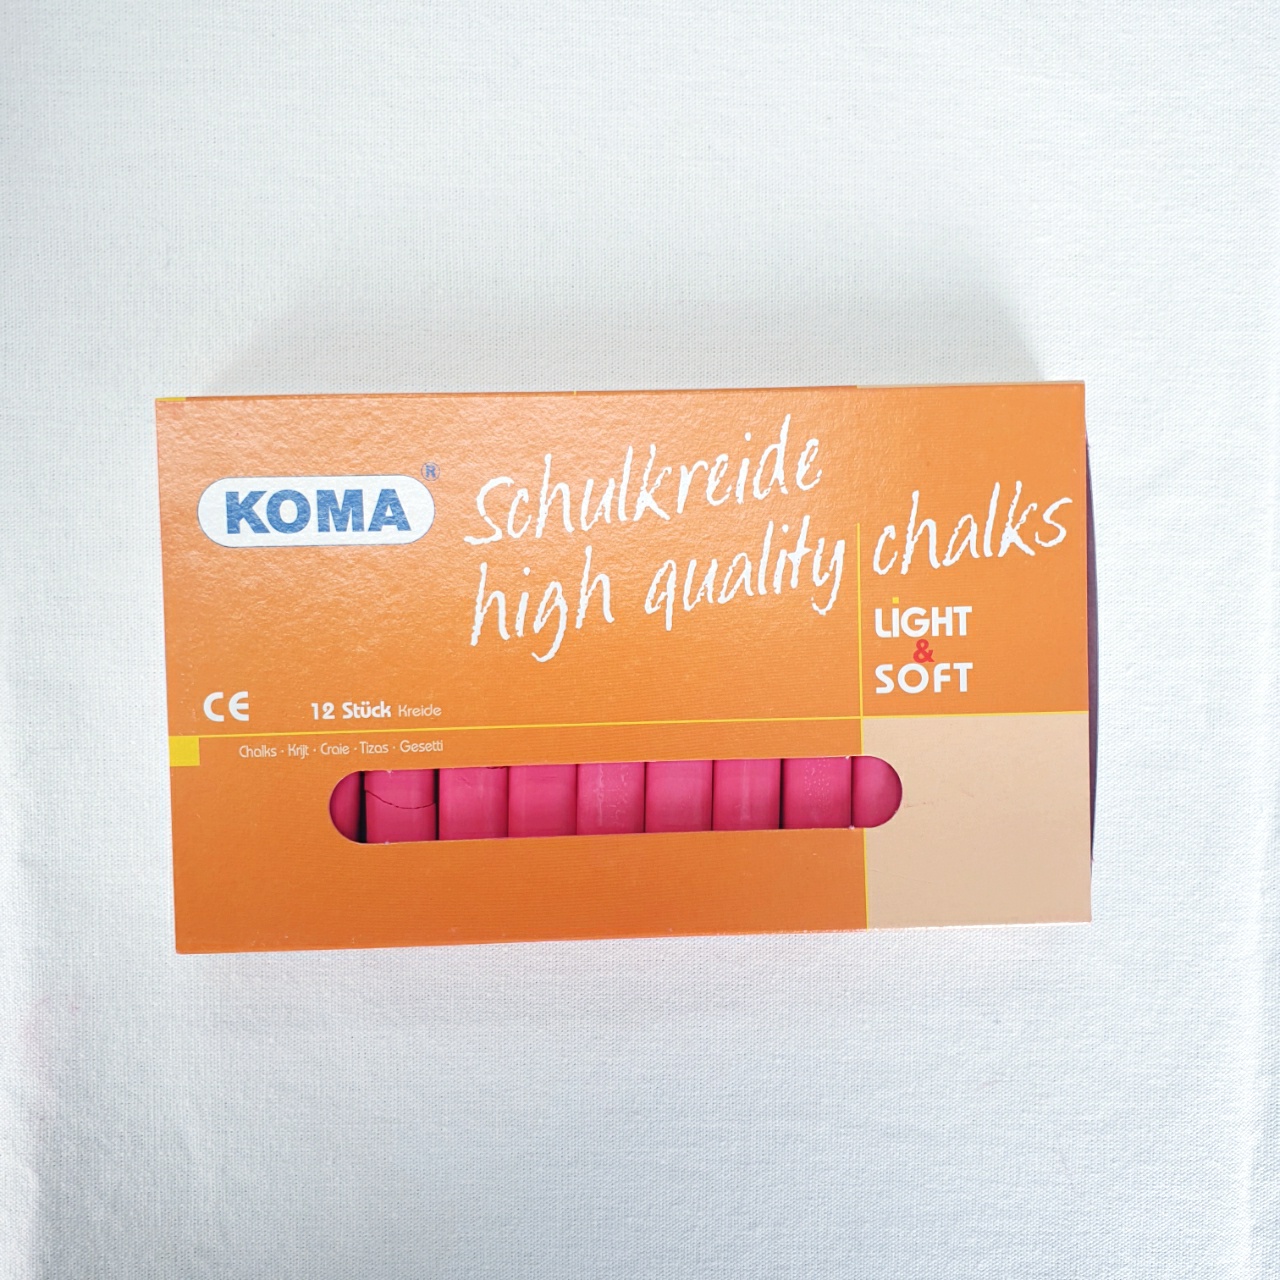 KOMA ®
Schulkreide
high quality chalks
LiGHT
&
SOFT
CE
12 Stück Kreide
Chalks · Krijt · Craie · Tizas · Gesetti